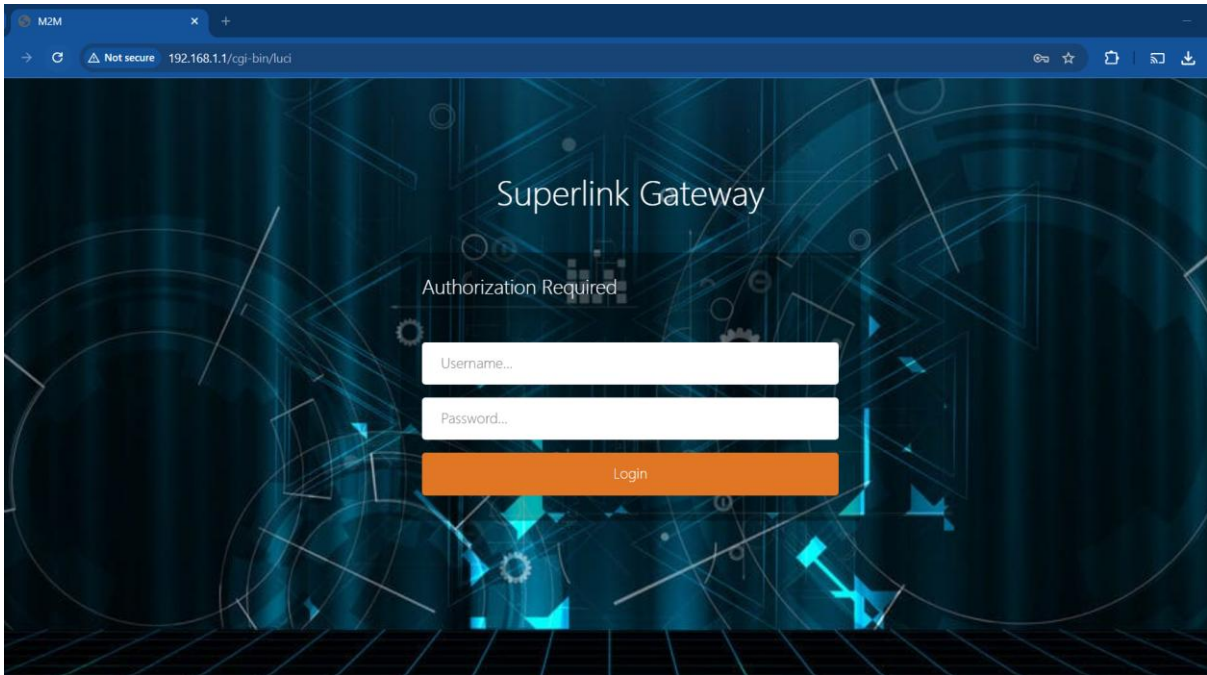 M2M
Not secure 192.168.1.1/cgi-bin/luci
Superlink Gateway
Authorization Required
Username...
Password...
Login